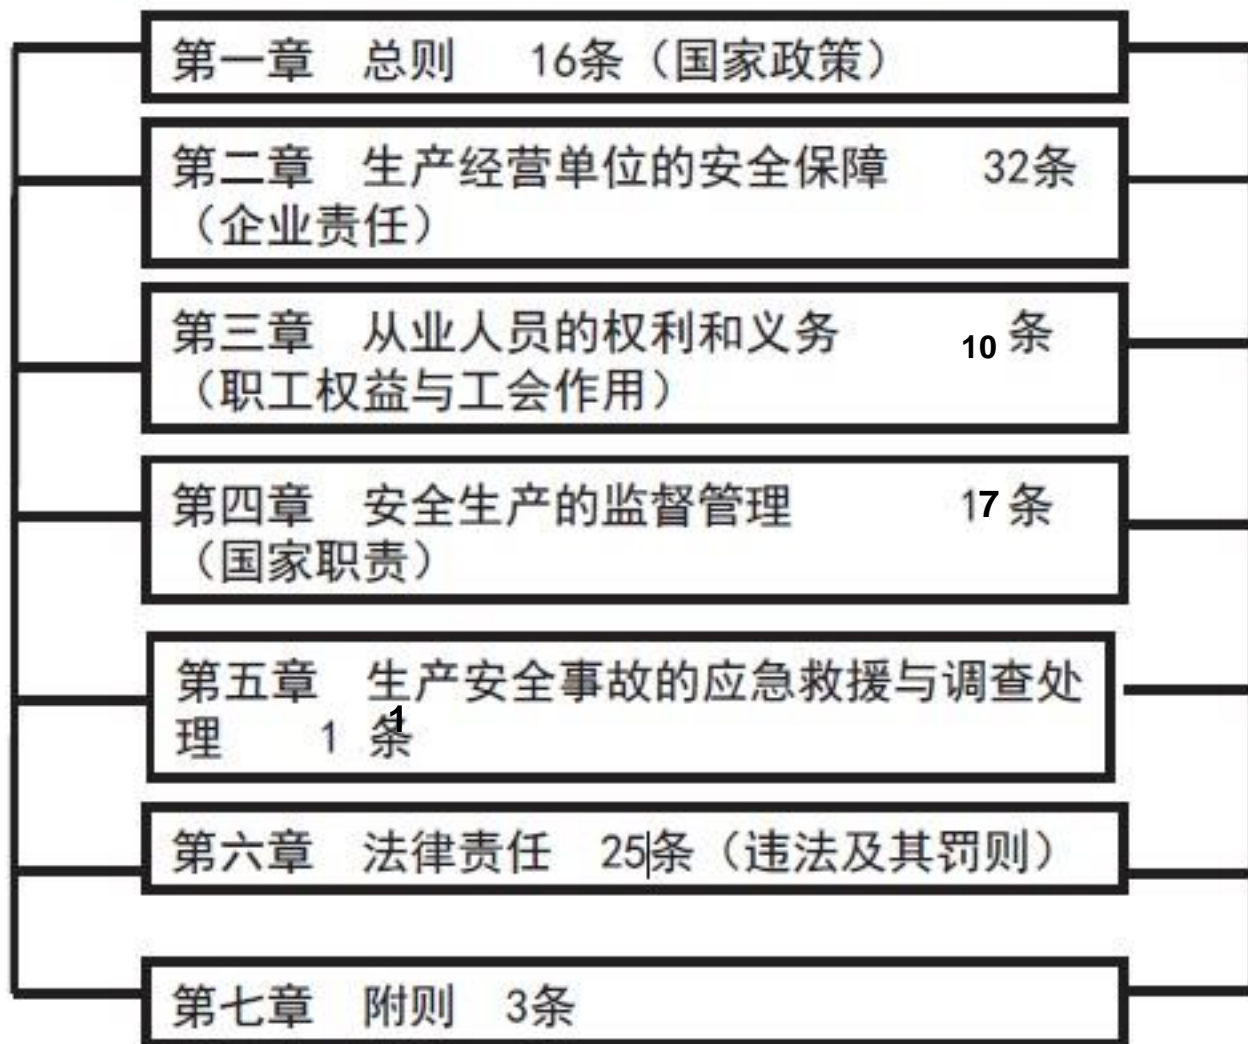 第一章 总则 16条（国家政策）
第二章 生产经营单位的安全保障 32条
（企业责任）
第三章 从业人员的权利和义务 10条
（职工权益与工会作用）
第四章 安全生产的监督管理 17条
（国家职责）
第五章 生产安全事故的应急救援与调查处
理 11条
第六章 法律责任 25条（违法及其罚则）
第七章 附则 3条